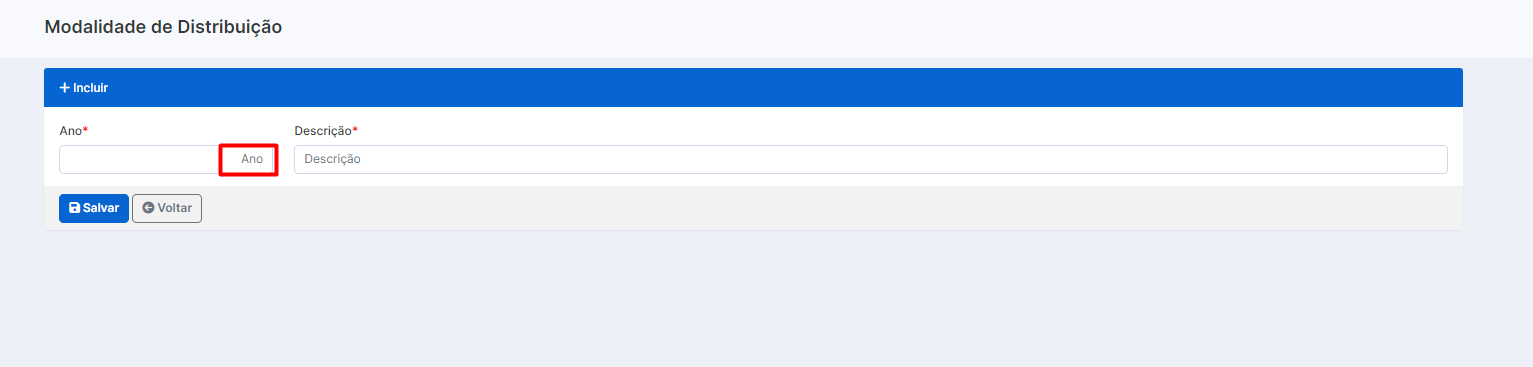 Modalidade de Distribuição
+ Incluir
Ano* Descrição*
Ano Descrição
Salvar Voltar